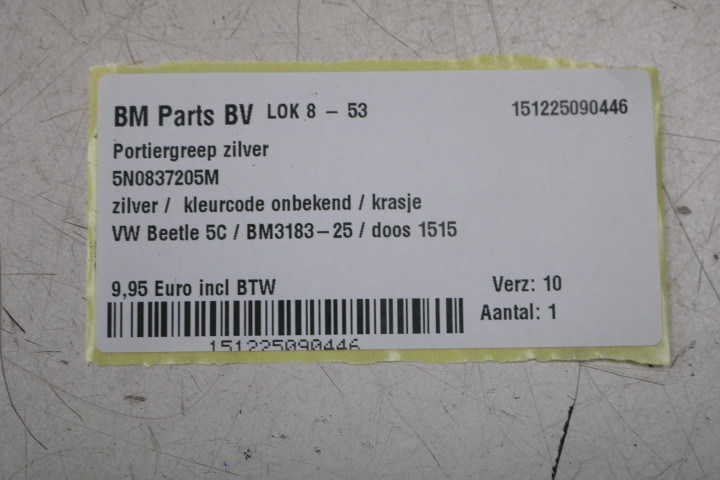 BM Parts BV LOK 8 - 53 151225090446
Portiergreep zilver
5N0837205M
zilver / kleurcode onbekend / krasje
VW Beetle 5C / BM3183-25 / doos 1515
9,95 Euro incl BTW Verz: 10
Aantal: 1
151225090446